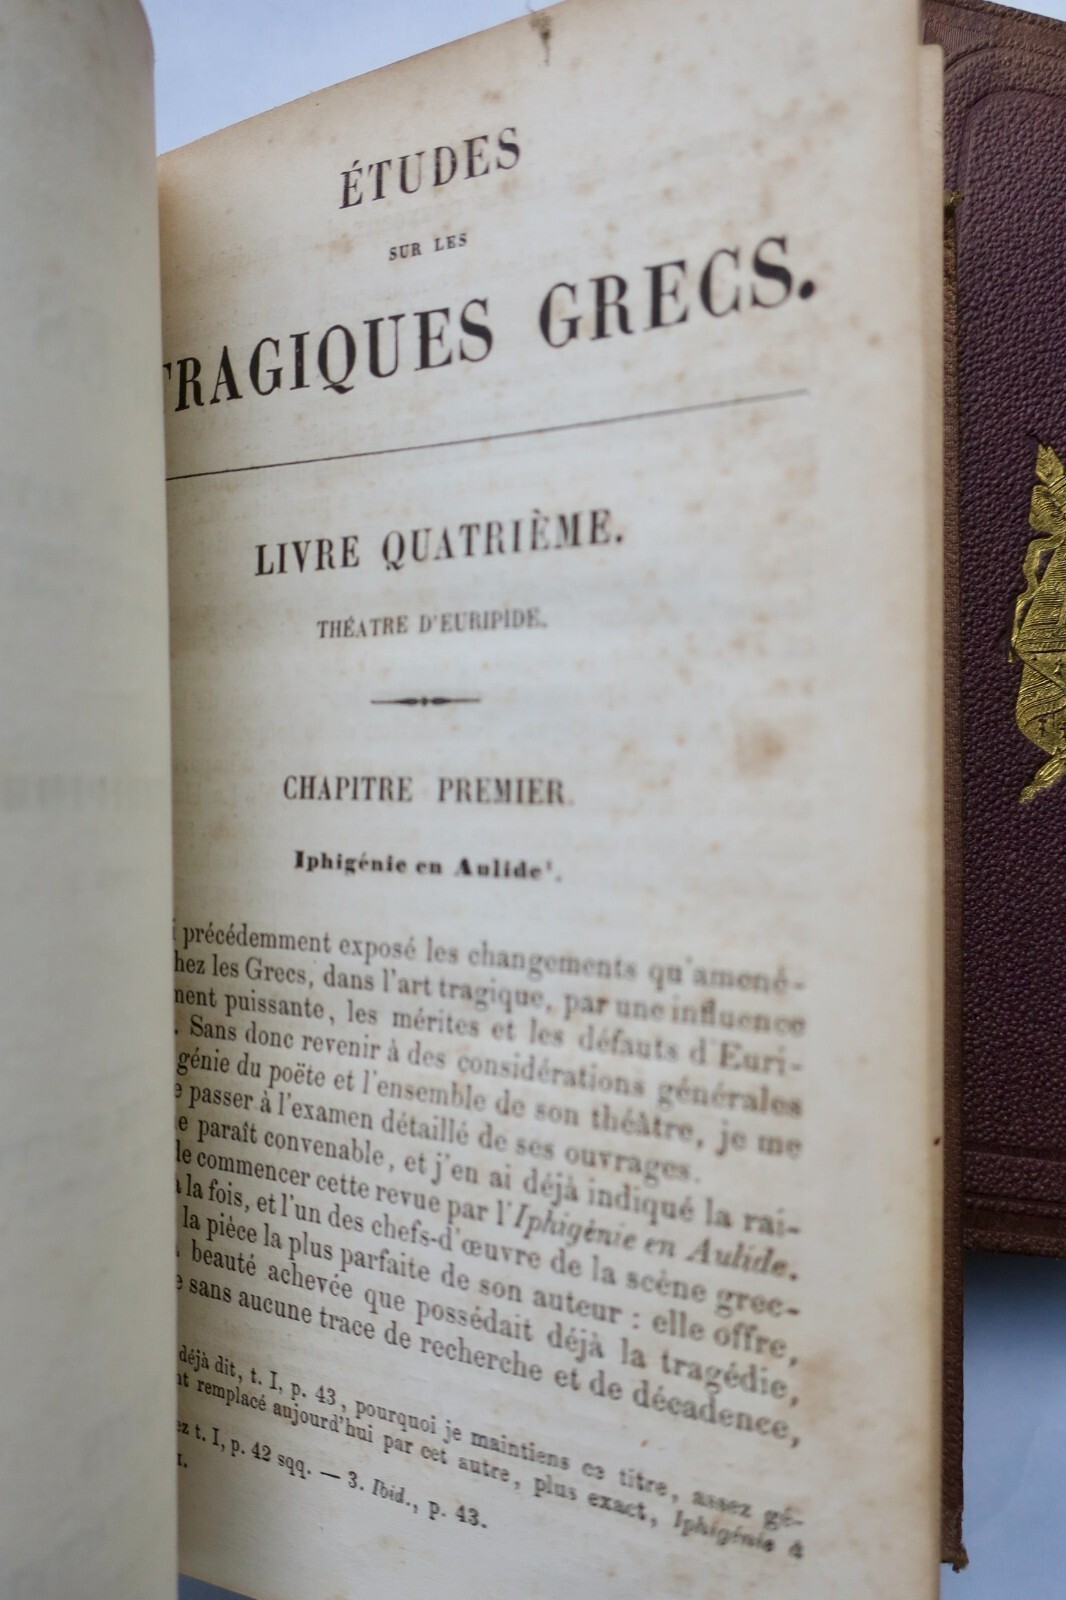 ÉTUDES
SUR LES
TRAGIQUES GRECS.
LIVRE QUATRIÈME.
THÉATRE D'EURIPIDE.
CHAPITRE PREMIER.
Iphigénie en Aulide¹.
i précédemment exposé les changements qu'amené-
hez les Grecs, dans l'art tragique, par une influence
ment puissante, les mérites et les défauts d'Euri-
. Sans donc revenir à des considérations générales
génie du poëte et l'ensemble de son théâtre, je me
e passer à l'examen détaillé de ses ouvrages.
e paraît convenable, et j'en ai déjà indiqué la rai-
de commencer cette revue par l'Iphigénie en Aulide.
à la fois, et l'un des chefs-d'œuvre de la scène grec-
la pièce la plus parfaite de son auteur : elle offre,
beauté achevée que possédait déjà la tragédie,
e sans aucune trace de recherche et de décadence,
déjà dit, t. I, p. 43, pourquoi je maintiens ce titre, assez gé-
nt remplacé aujourd'hui par cet autre, plus exact, Iphigénie à
ez t. I, p. 42 sqq. — 3. Ibid., p. 43.